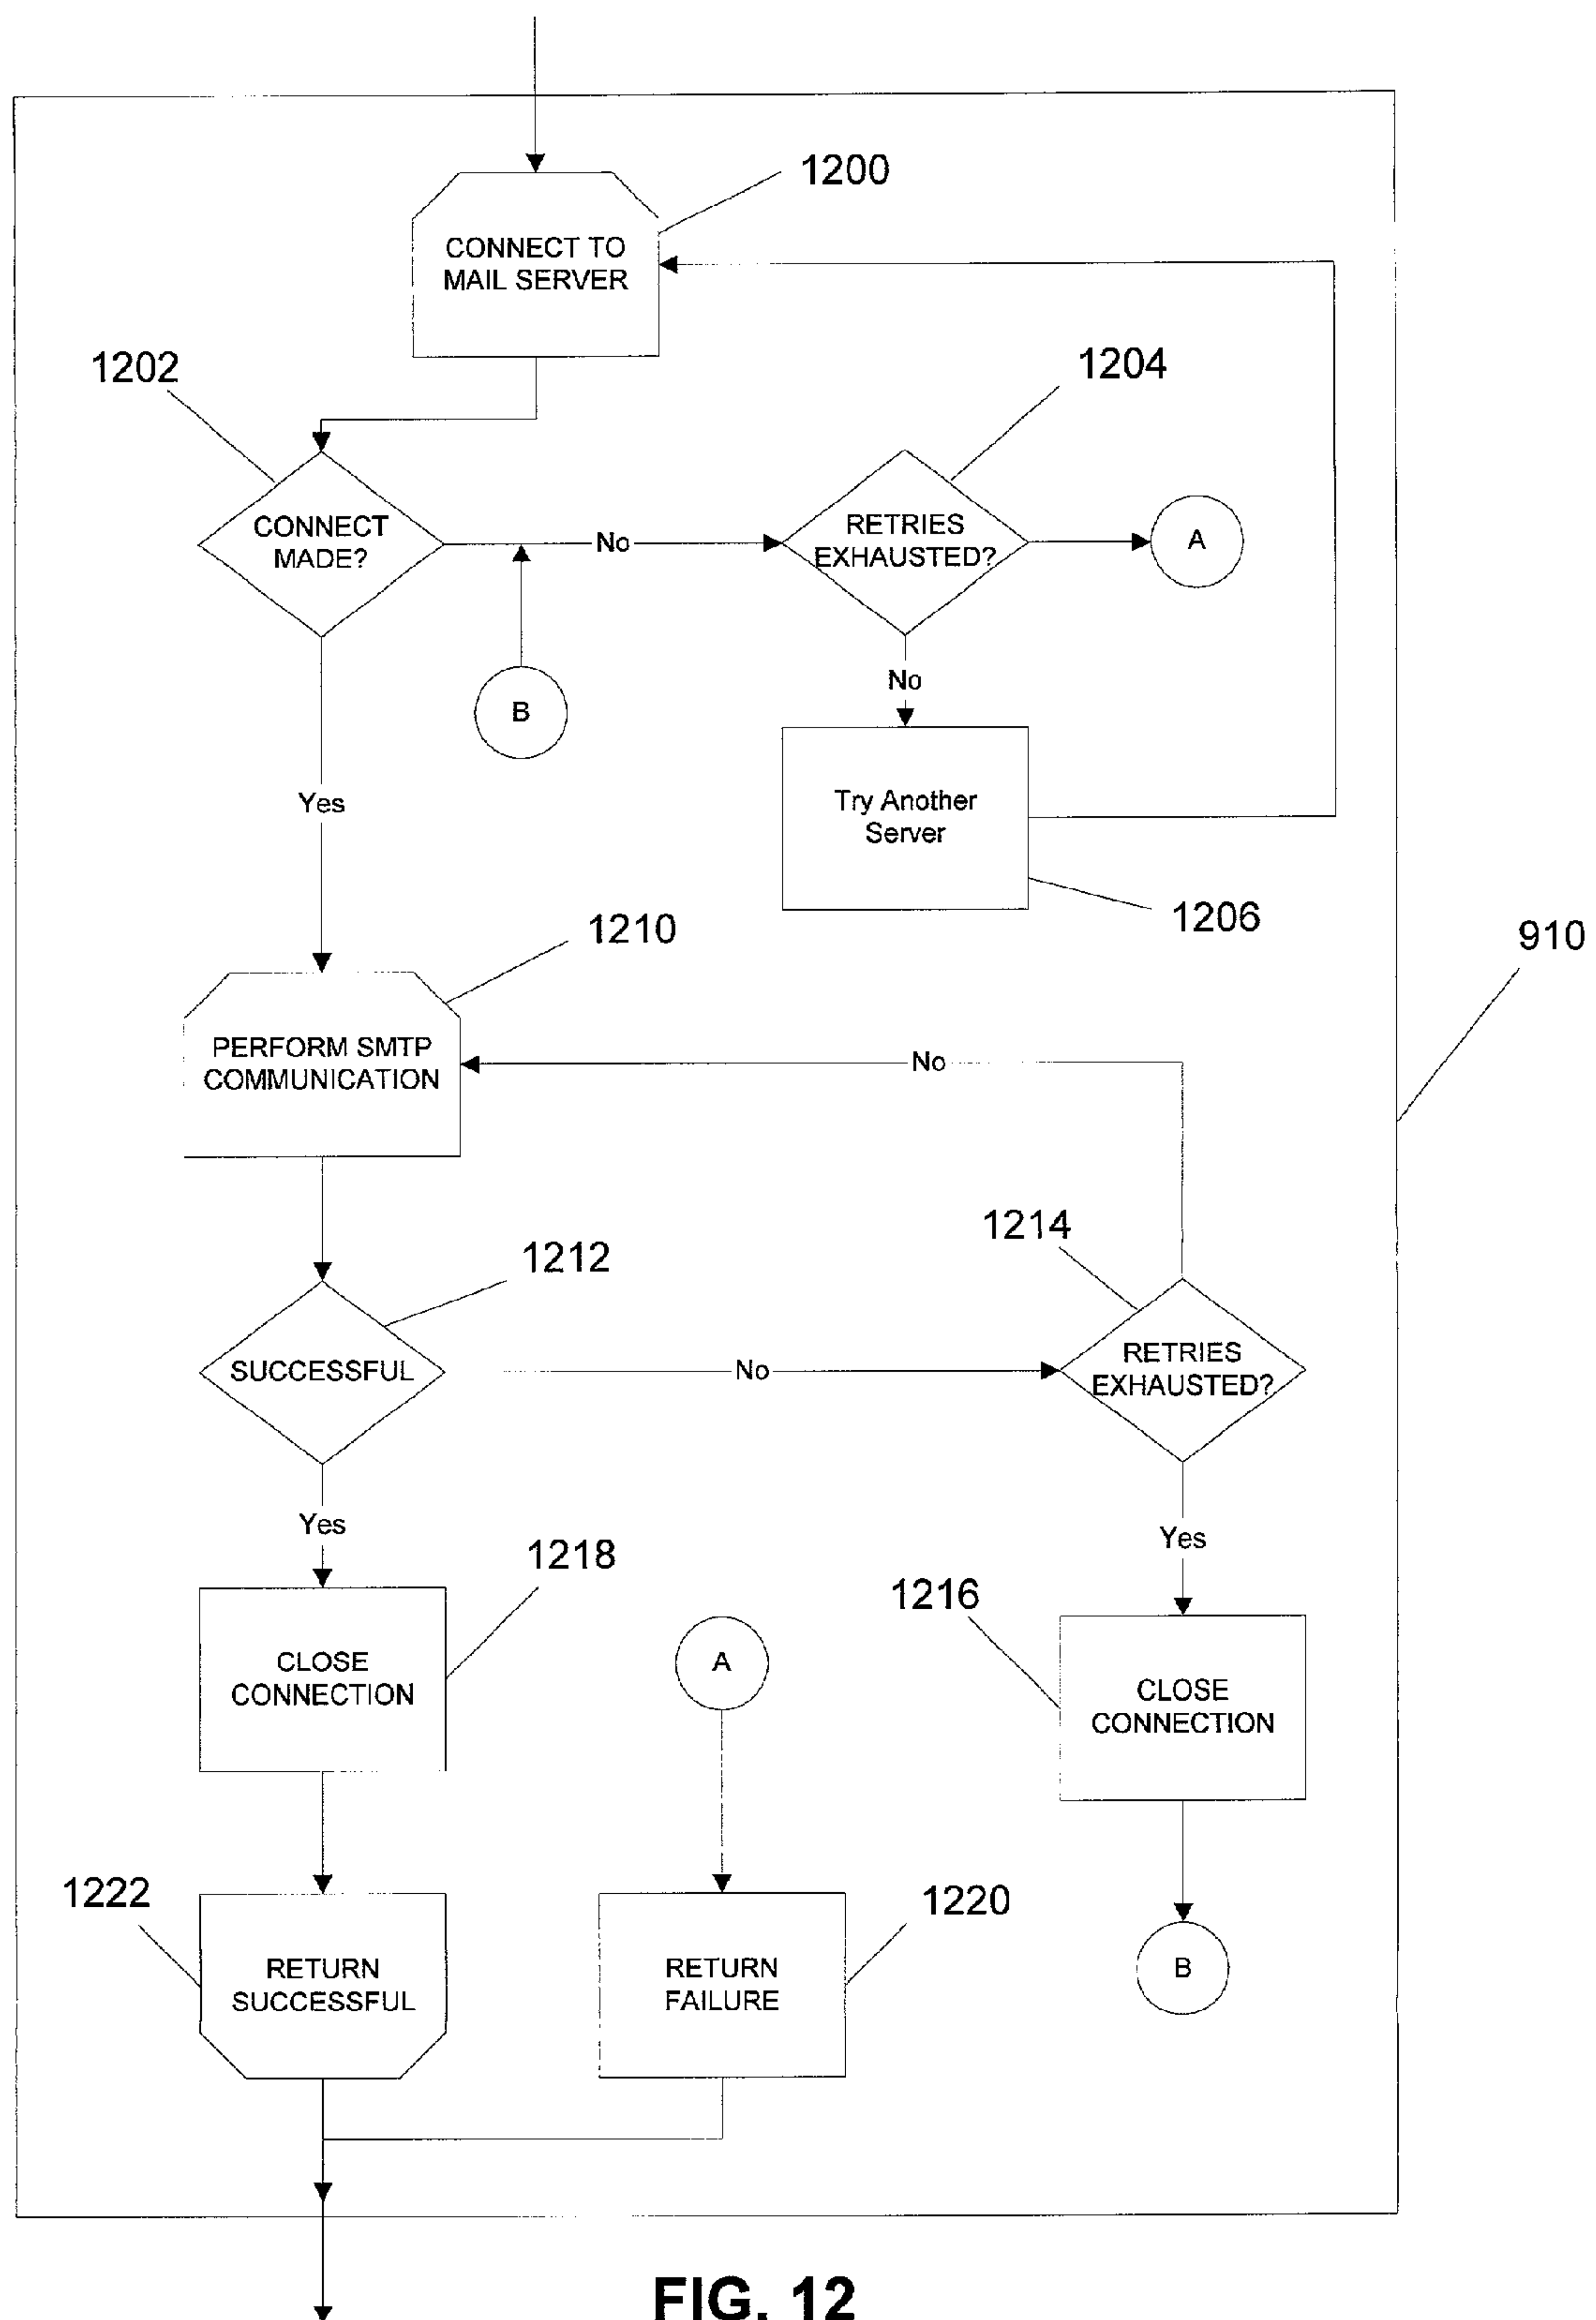 1200
CONNECT TO
MAIL SERVER
1202
1204
CONNECT
MADE?
No
RETRIES
EXHAUSTED?
A
B
No
Yes
Try Another
Server
1206
1210
910
PERFORM SMTP
COMMUNICATION
No
1214
1212
SUCCESSFUL
No
RETRIES
EXHAUSTED?
Yes
Yes
1218
1216
CLOSE
CONNECTION
A
CLOSE
CONNECTION
1222
1220
RETURN
SUCCESSFUL
RETURN
FAILURE
B
FIG. 12